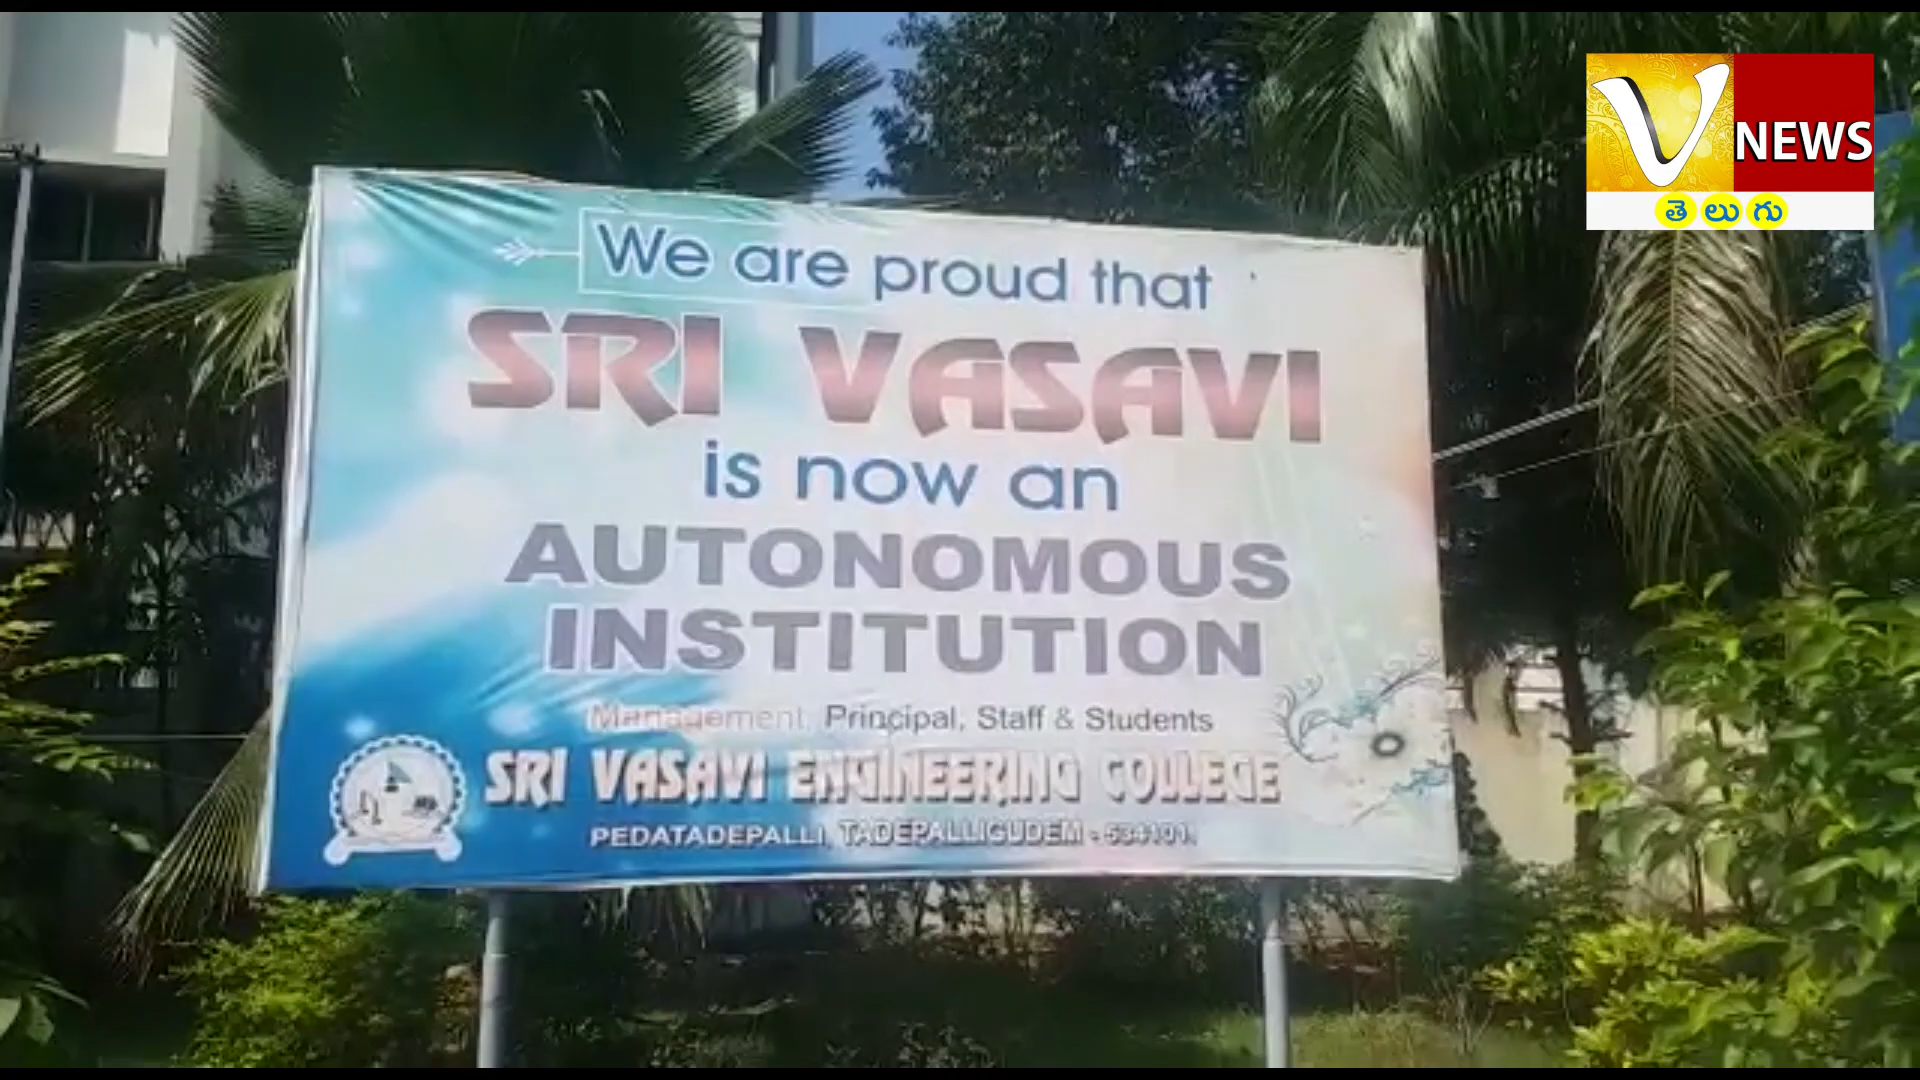 V NEWS
తెలుగు
We are proud that
SRI VASAVI
is now an
AUTONOMOUS
INSTITUTION
Management, Principal, Staff & Students
SRI VASAVI ENGINEERING COLLEGE
PEDATADEPALLI, TADEPALLIGUDEM - 534101.